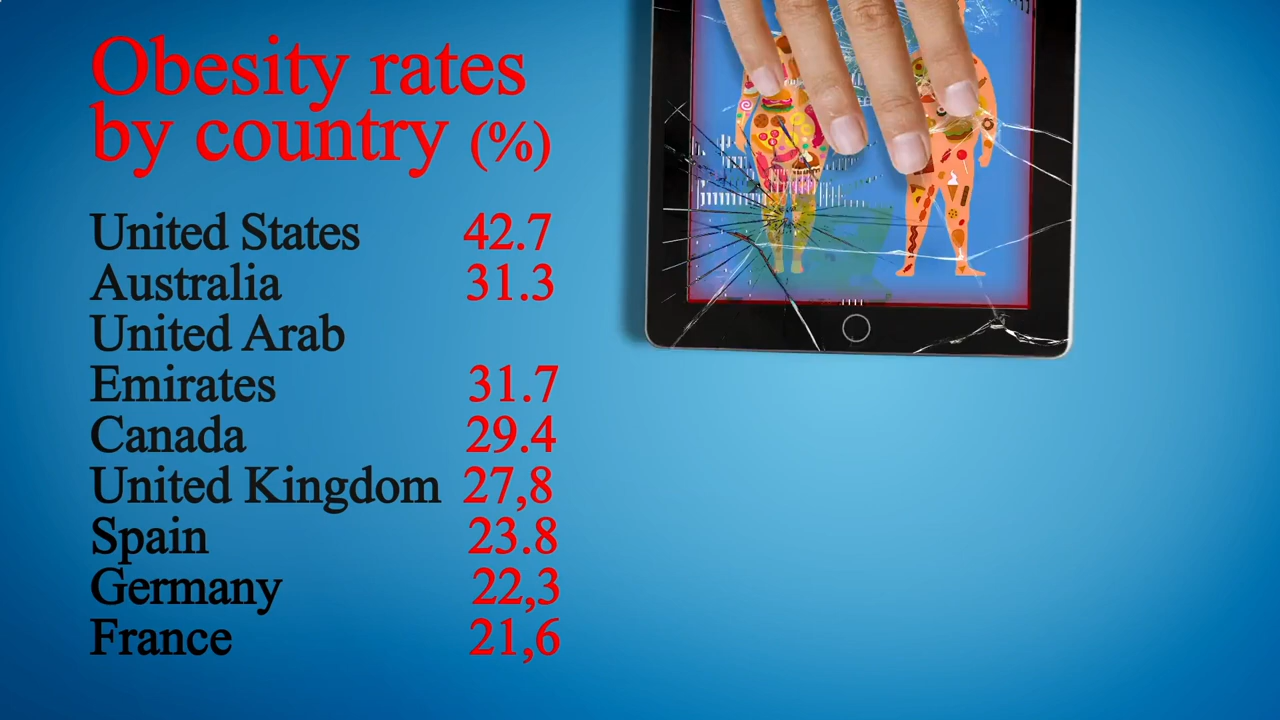 Obesity rates
by country (%)
United States 42.7
Australia 31.3
United Arab
Emirates 31.7
Canada 29.4
United Kingdom 27,8
Spain 23.8
Germany 22,3
France 21,6